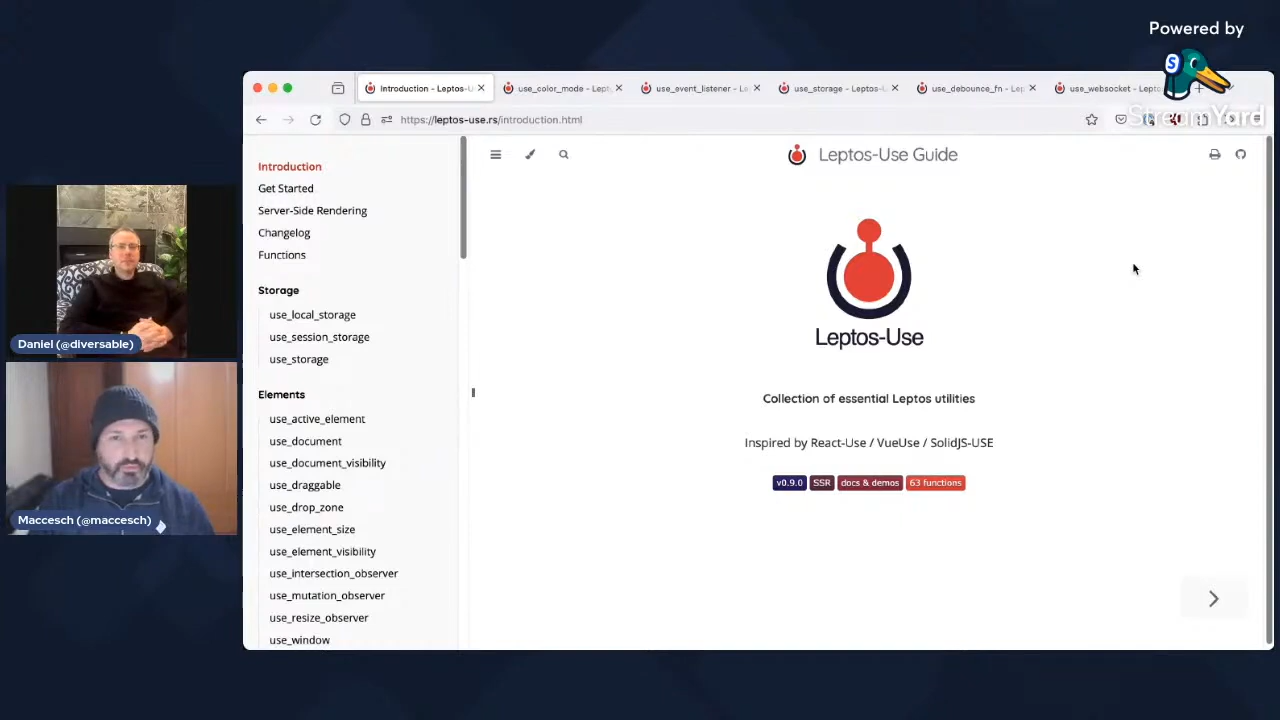 Powered by
StreamYard
Introduction - Leptos-U
use_color_mode - Lept
use_event_listener - Le
use_storage - Leptos-
use_debounce_fn - Lep
use_websocket - Lepto
https://leptos-use.rs/introduction.html
Introduction
Get Started
Server-Side Rendering
Changelog
Functions
Storage
use_local_storage
use_session_storage
use_storage
Elements
use_active_element
use_document
use_document_visibility
use_draggable
use_drop_zone
use_element_size
use_element_visibility
use_intersection_observer
use_mutation_observer
use_resize_observer
use_window
Leptos-Use Guide
Leptos-Use
Collection of essential Leptos utilities
Inspired by React-Use / VueUse / SolidJS-USE
v0.9.0 SSR docs & demos 63 functions
Daniel (@diversable)
Maccesch (@maccesch)